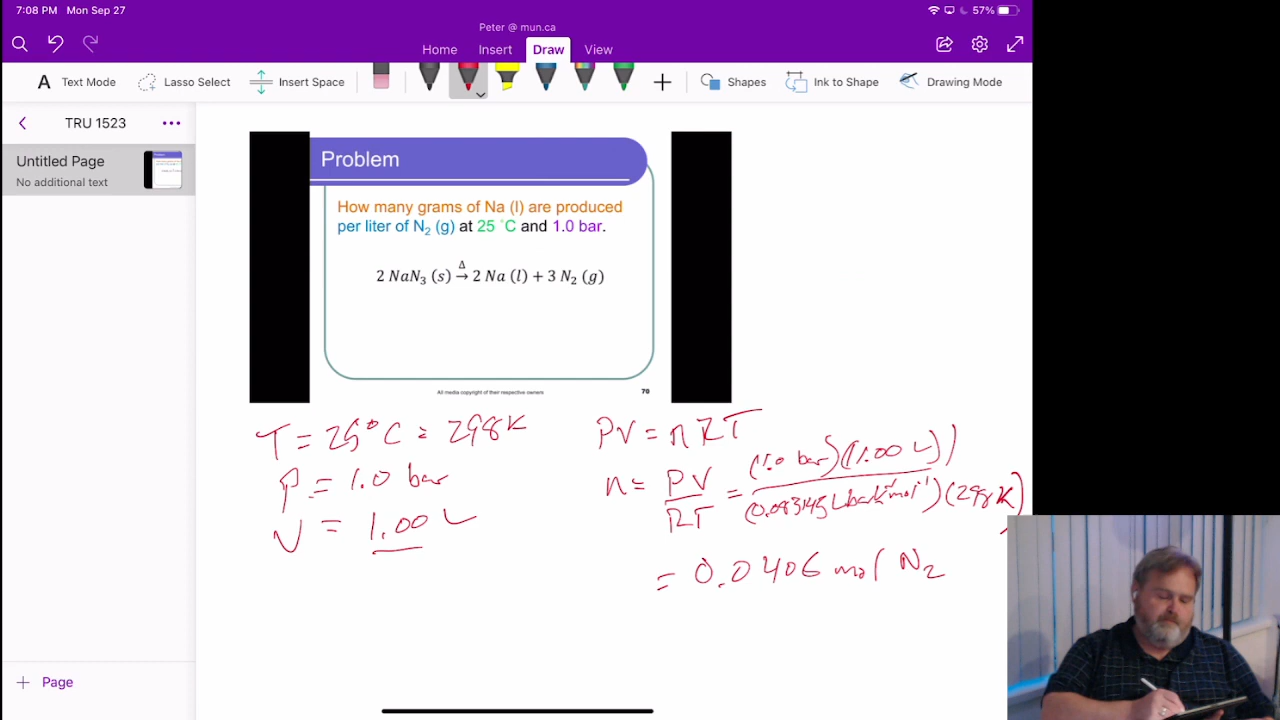 7:08 PM Mon Sep 27
57%
Peter @ mun.ca
Home Insert Draw View
Text Mode Lasso Select Insert Space Shapes Ink to Shape Drawing Mode
TRU 1523
Untitled Page
No additional text
Problem
How many grams of Na (l) are produced
per liter of N₂ (g) at 25 °C and 1.0 bar.
2 NaN₃ (s) →^Δ 2 Na (l) + 3 N₂ (g)
All media copyright of their respective owners
70
T = 25°C = 298K
P = 1.0 bar
V = 1.00 L
PV = nRT
n = PV/RT = (1.0 bar)(1.00 L)/(0.083145 L bar K⁻¹ mol⁻¹)(298K)
= 0.0406 mol N₂
Page